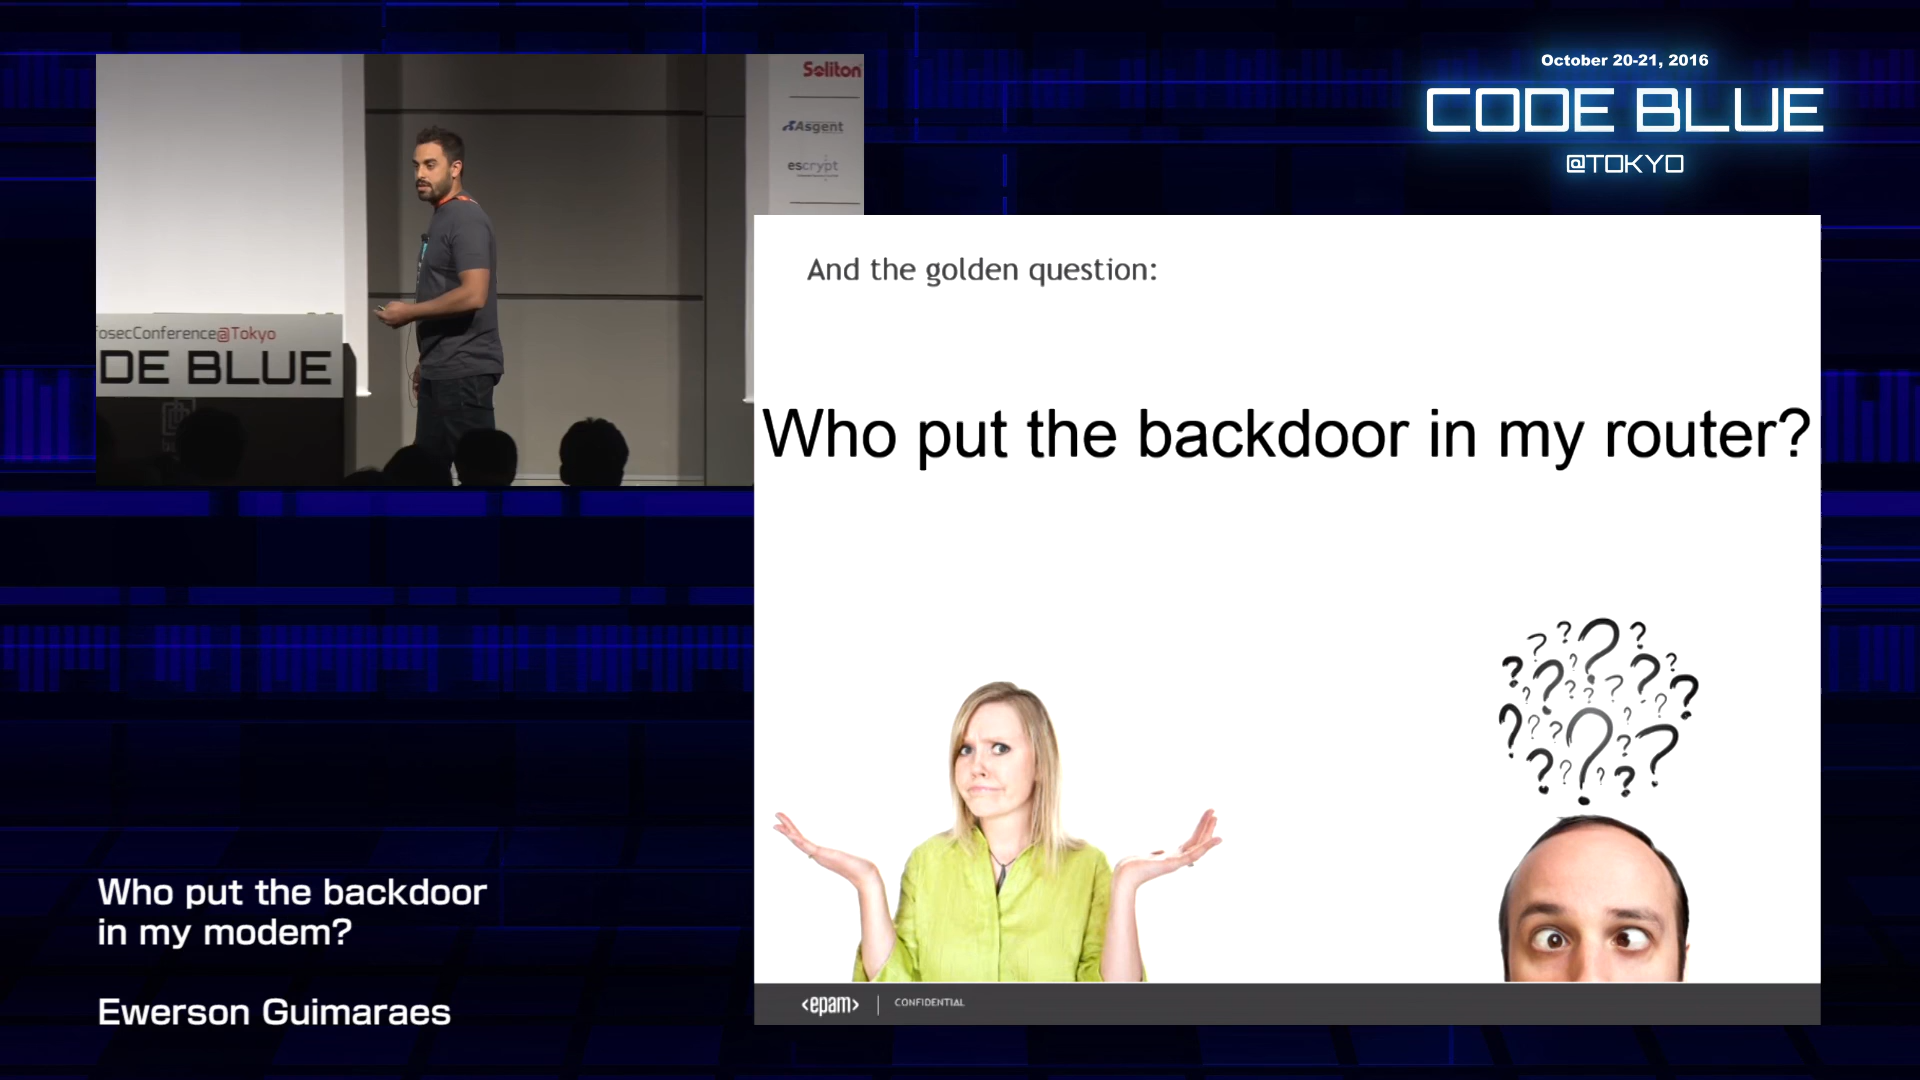 October 20-21, 2016
CODE BLUE
@TOKYO
Soliton
Asgent
escrypt
fosecConference@Tokyo
DE BLUE
And the golden question:
Who put the backdoor in my router?
<epam> | CONFIDENTIAL
Who put the backdoor
in my modem?
Ewerson Guimaraes